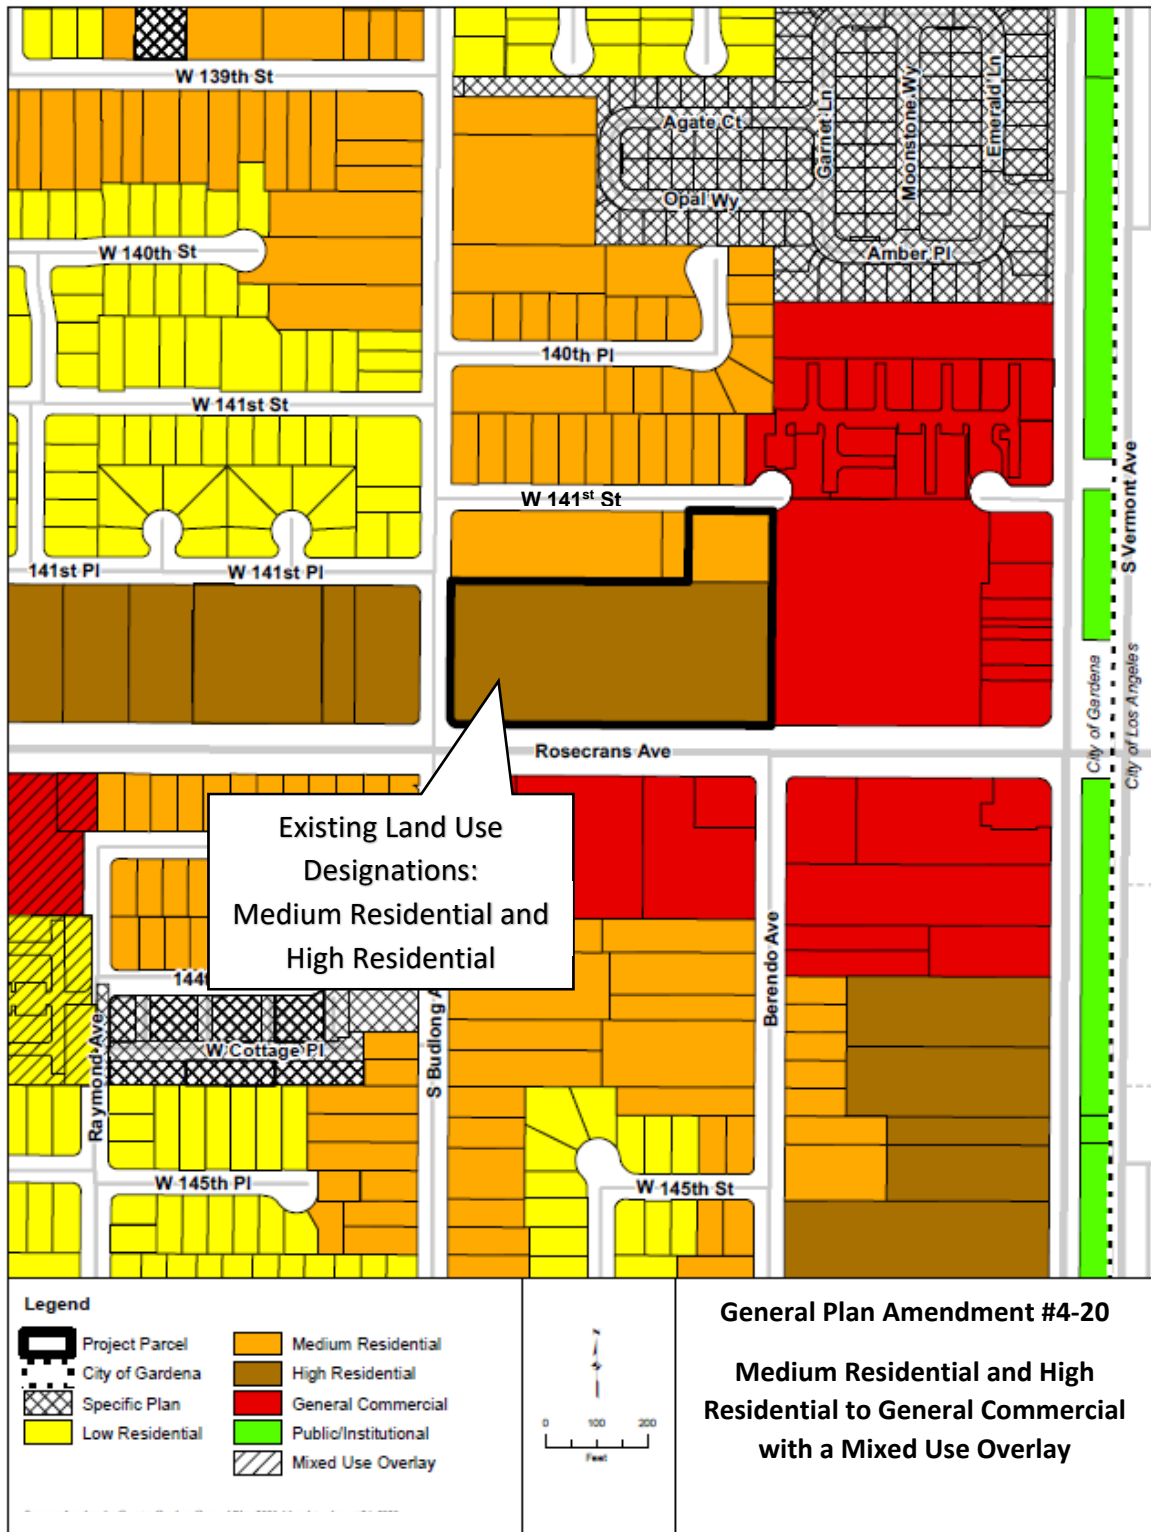 W 139th St
Agate Ct
Garnet Ln
Moonstone Wy
Emerald Ln
Opal Wy
W 140th St
Amber Pl
140th Pl
W 141st St
S Vermont Ave
W 141st St
141st Pl
W 141st Pl
City of Gardena
City of Los Angeles
Rosecrans Ave
Existing Land Use
Designations:
Medium Residential and
High Residential
Berendo Ave
144t
S Budlong A
Raymond Ave
W Cottage Pl
W 145th Pl
W 145th St
Legend
Project Parcel
City of Gardena
Specific Plan
Low Residential
Medium Residential
High Residential
General Commercial
Public/Institutional
Mixed Use Overlay
N
0 100 200
Feet
General Plan Amendment #4-20
Medium Residential and High
Residential to General Commercial
with a Mixed Use Overlay